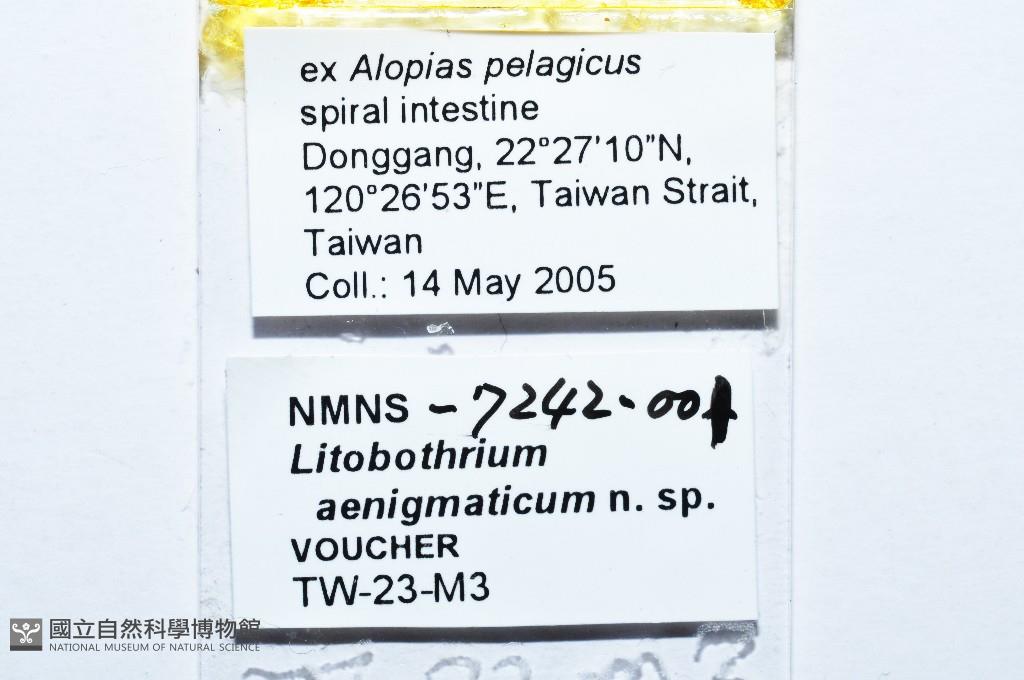 ex Alopias pelagicus
spiral intestine
Donggang, 22°27'10"N,
120°26'53"E, Taiwan Strait,
Taiwan
Coll.: 14 May 2005
NMNS -7242-001
Litobothrium
aenigmaticum n. sp.
VOUCHER
TW-23-M3
國立自然科學博物館
NATIONAL MUSEUM OF NATURAL SCIENCE